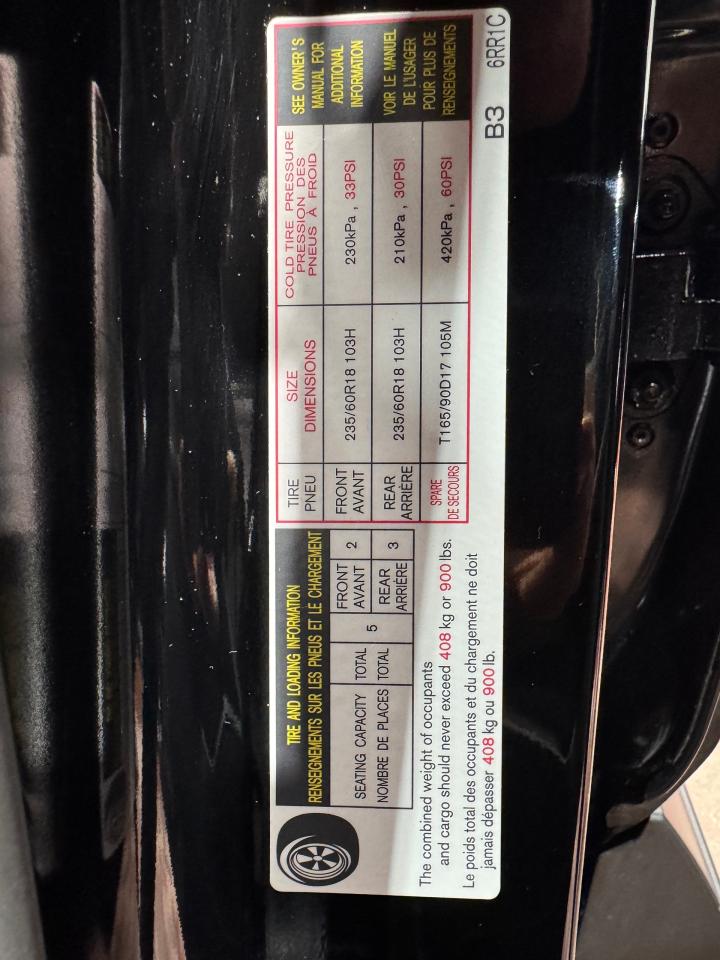 TIRE AND LOADING INFORMATION
RENSEIGNEMENTS SUR LES PNEUS ET LE CHARGEMENT
SEATING CAPACITY TOTAL 5 FRONT 2
NOMBRE DE PLACES TOTAL AVANT
REAR 3
ARRIÈRE
The combined weight of occupants
and cargo should never exceed 408 kg or 900 lbs.
Le poids total des occupants et du chargement ne doit
jamais dépasser 408 kg ou 900 lb.
TIRE SIZE COLD TIRE PRESSURE
PNEU DIMENSIONS PRESSION DES
PNEUS À FROID
FRONT 235/60R18 103H 230kPa , 33PSI
AVANT
REAR 235/60R18 103H 210kPa , 30PSI
ARRIÈRE
SPARE T165/90D17 105M 420kPa , 60PSI
DE SECOURS
SEE OWNER'S
MANUAL FOR
ADDITIONAL
INFORMATION
VOIR LE MANUEL
DE L'USAGER
POUR PLUS DE
RENSEIGNEMENTS
B3 6RR1C